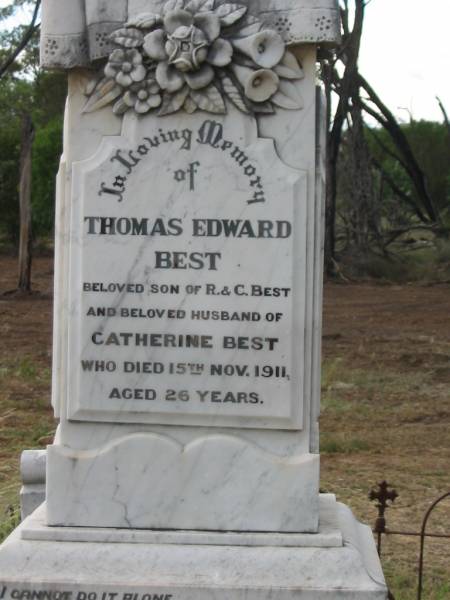 In Loving Memory
of
THOMAS EDWARD
BEST
BELOVED SON OF R. & C. BEST
AND BELOVED HUSBAND OF
CATHERINE BEST
WHO DIED 15TH NOV. 1911,
AGED 26 YEARS.
I CANNOT DO IT ALONE